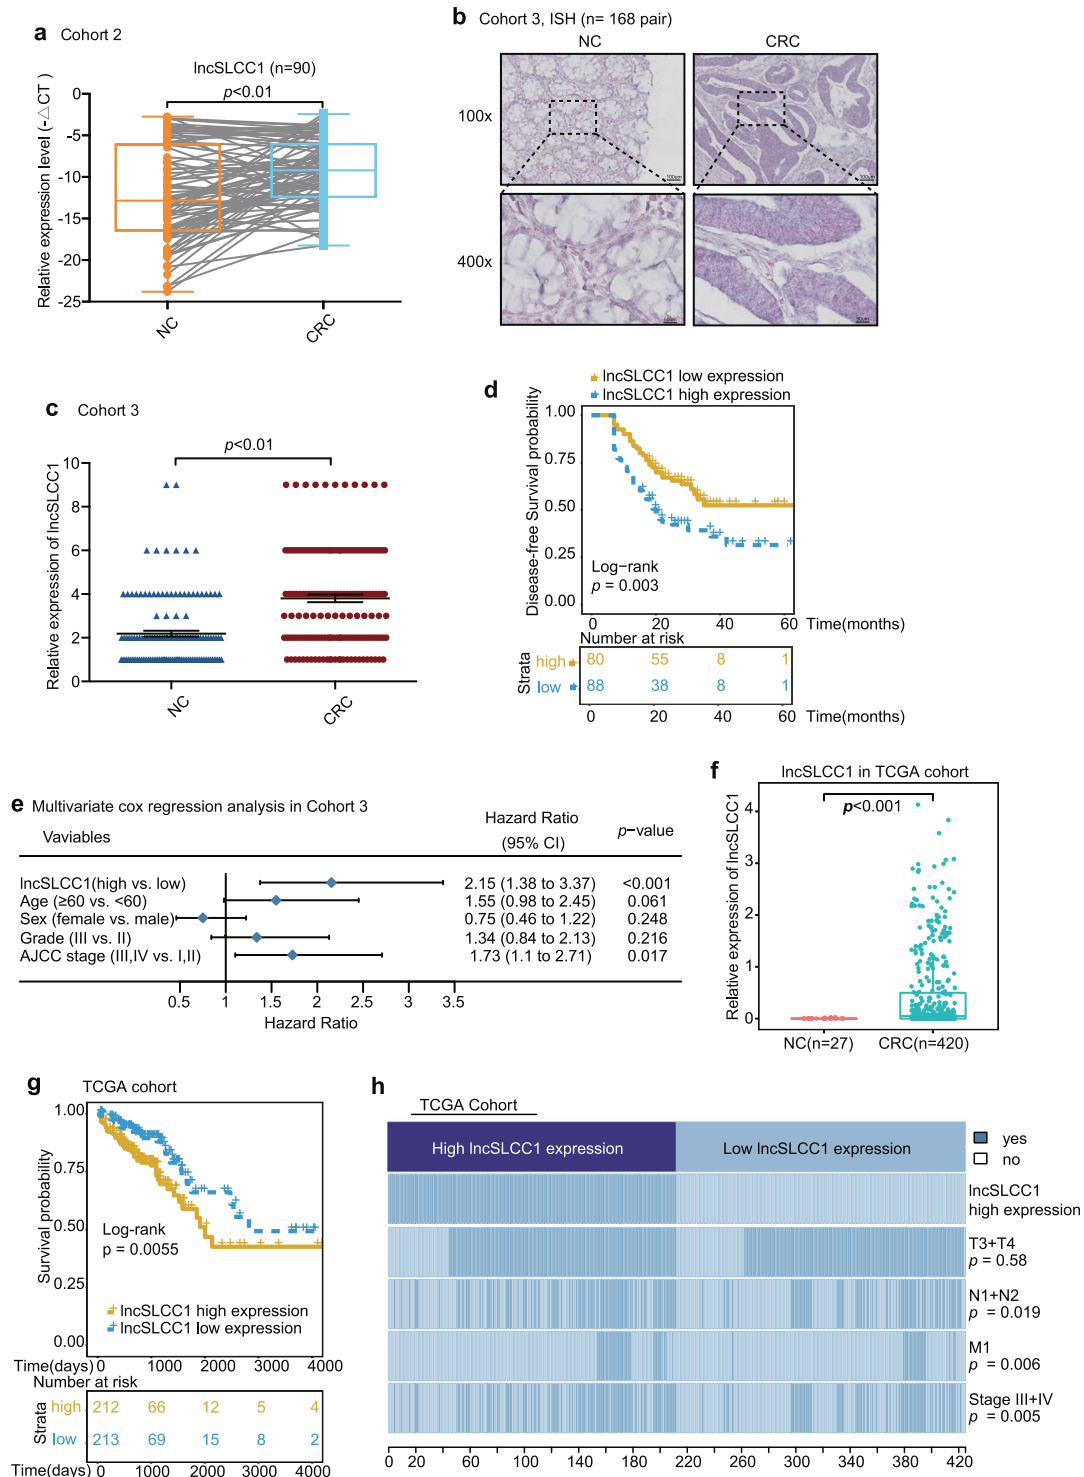 a Cohort 2
lncSLCC1 (n=90)
p<0.01
Relative expression level (-△CT )
0
-5
-10
-15
-20
-25
NC
CRC
b Cohort 3, ISH (n= 168 pair)
NC
CRC
100x
400x
c Cohort 3
p<0.01
Relative expression of lncSLCC1
10
8
6
4
2
0
NC
CRC
d
lncSLCC1 low expression
lncSLCC1 high expression
Disease-free Survival probability
1.00
0.75
0.50
0.25
0.00
Log−rank
p = 0.003
0 20 40 60 Time(months)
Number at risk
Strata
high 80 55 8 1
low 88 38 8 1
0 20 40 60 Time(months)
e Multivariate cox regression analysis in Cohort 3
Vaviables
Hazard Ratio
(95% CI)
p−value
lncSLCC1(high vs. low) 2.15 (1.38 to 3.37) <0.001
Age (≥60 vs. <60) 1.55 (0.98 to 2.45) 0.061
Sex (female vs. male) 0.75 (0.46 to 1.22) 0.248
Grade (III vs. II) 1.34 (0.84 to 2.13) 0.216
AJCC stage (III,IV vs. I,II) 1.73 (1.1 to 2.71) 0.017
0.5 1 1.5 2 2.5 3 3.5
Hazard Ratio
f
lncSLCC1 in TCGA cohort
p<0.001
Relative expression of lncSLCC1
4
3
2
1
0
NC(n=27) CRC(n=420)
g TCGA cohort
Survival probability
1.00
0.75
0.50
0.25
0.00
Log-rank
p = 0.0055
lncSLCC1 high expression
lncSLCC1 low expression
Time(days) 0 1000 2000 3000 4000
Number at risk
Strata
high 212 66 12 5 4
low 213 69 15 8 2
Time(days) 0 1000 2000 3000 4000
h
TCGA Cohort
High lncSLCC1 expression
Low lncSLCC1 expression
yes
no
lncSLCC1
high expression
T3+T4
p = 0.58
N1+N2
p = 0.019
M1
p = 0.006
Stage III+IV
p = 0.005
0 20 40 60 80 100 120 140 160 180 220 260 300 340 380 420